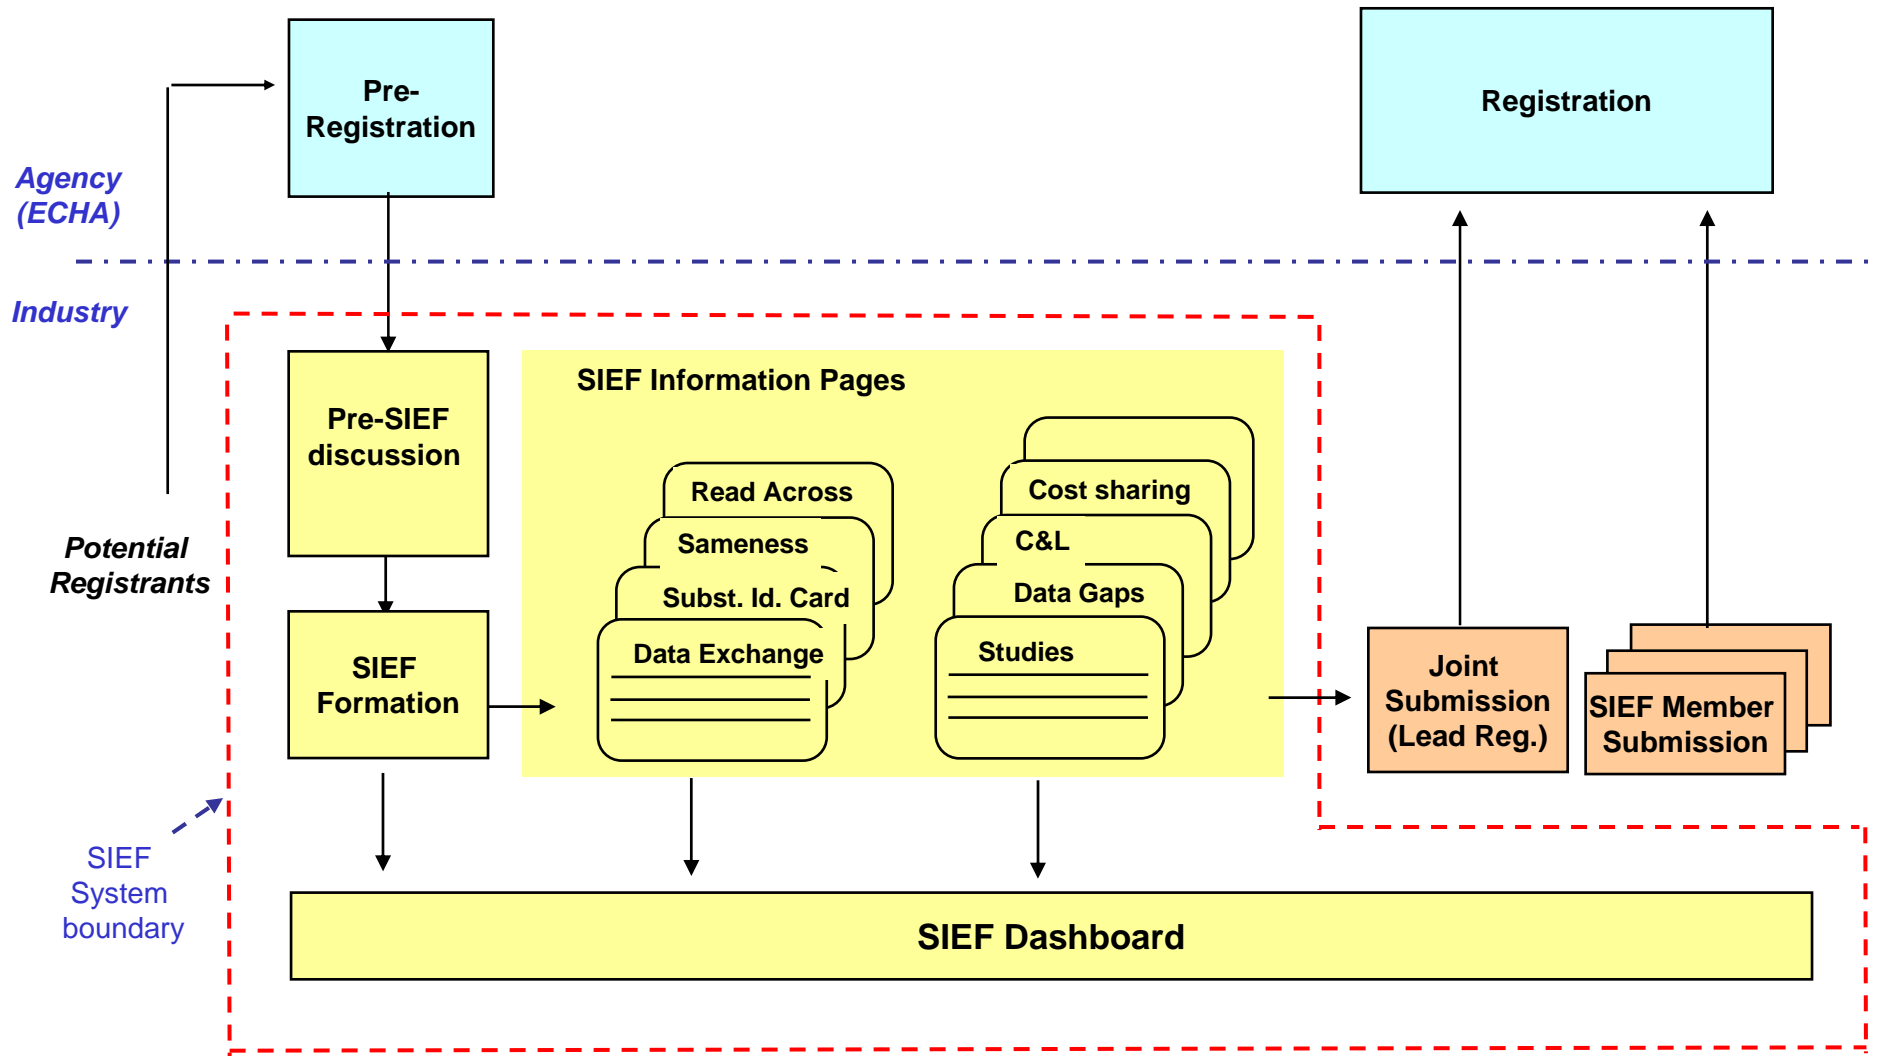 Pre-
Registration
Registration
Agency
(ECHA)
Industry
SIEF Information Pages
Pre-SIEF
discussion
Read Across
Sameness
Subst. Id. Card
Data Exchange
Cost sharing
C&L
Data Gaps
Studies
Potential
Registrants
SIEF
Formation
Joint
Submission
(Lead Reg.)
SIEF Member
Submission
SIEF
System
boundary
SIEF Dashboard